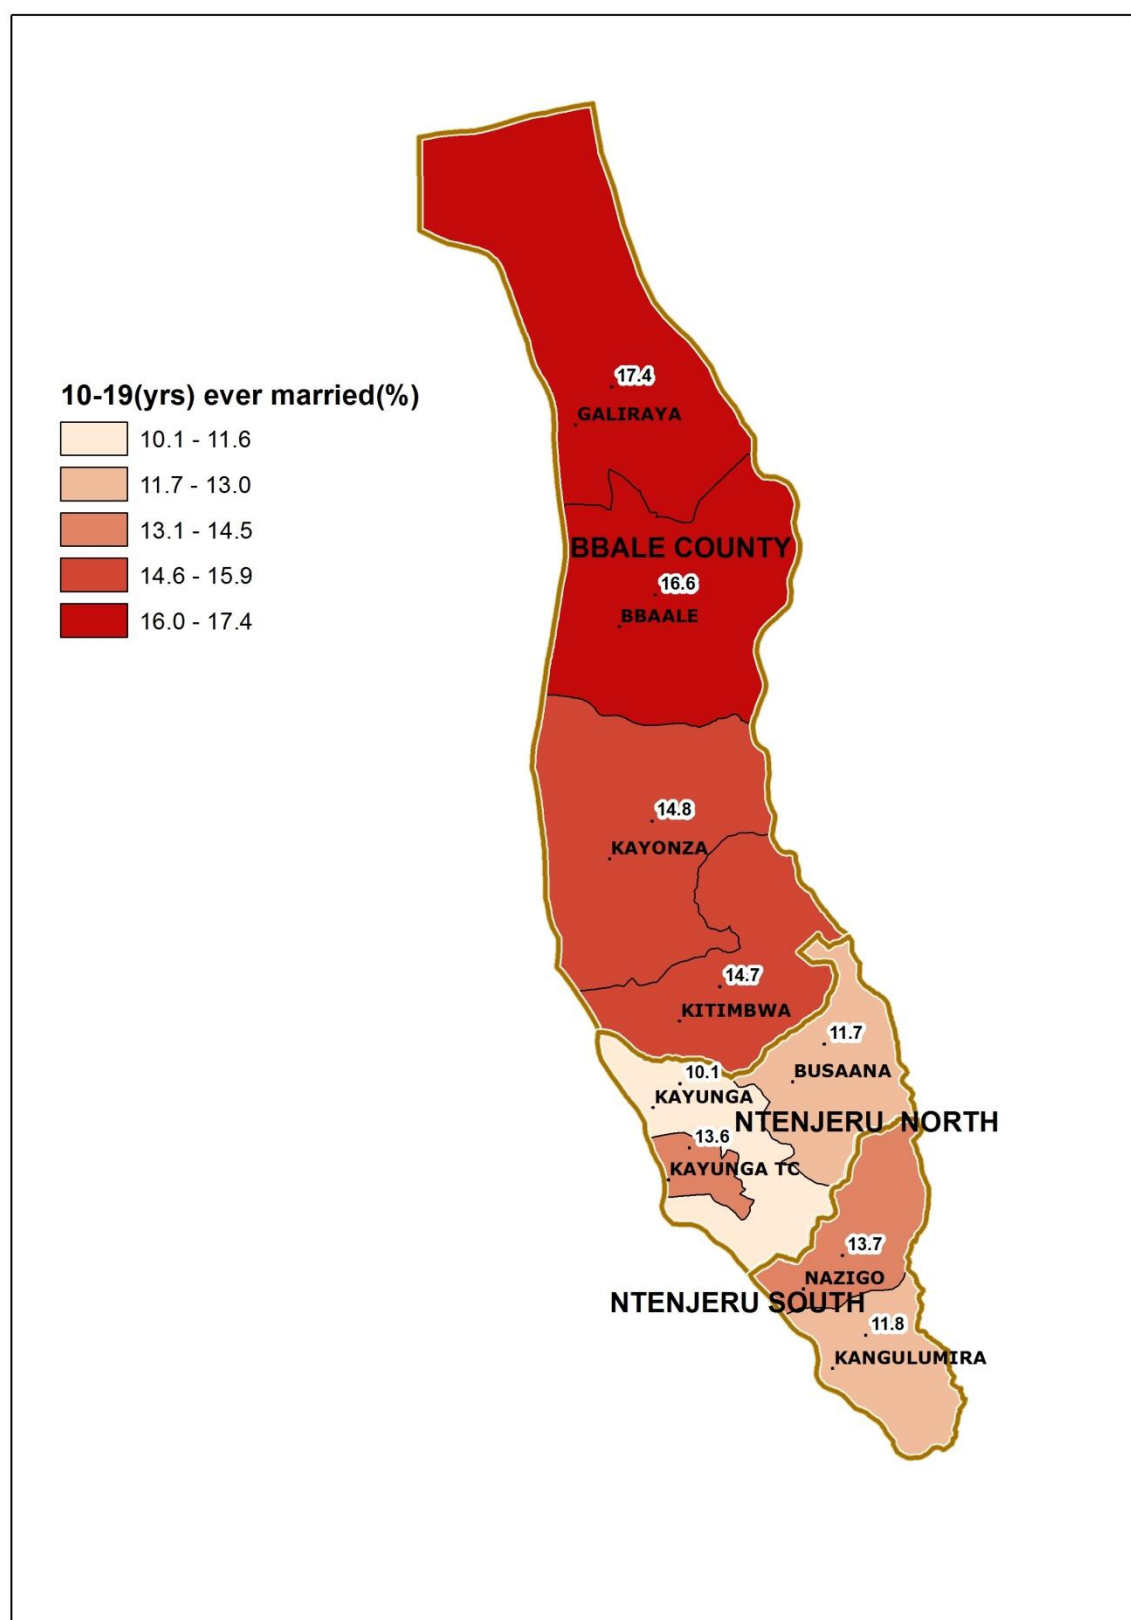 10-19(yrs) ever married(%)
10.1 - 11.6
11.7 - 13.0
13.1 - 14.5
14.6 - 15.9
16.0 - 17.4
17.4
GALIRAYA
BBALE COUNTY
16.6
BBAALE
14.8
KAYONZA
14.7
KITIMBWA
11.7
BUSAANA
10.1
KAYUNGA
NTENJERU NORTH
13.6
KAYUNGA TC
13.7
NAZIGO
NTENJERU SOUTH
11.8
KANGULUMIRA